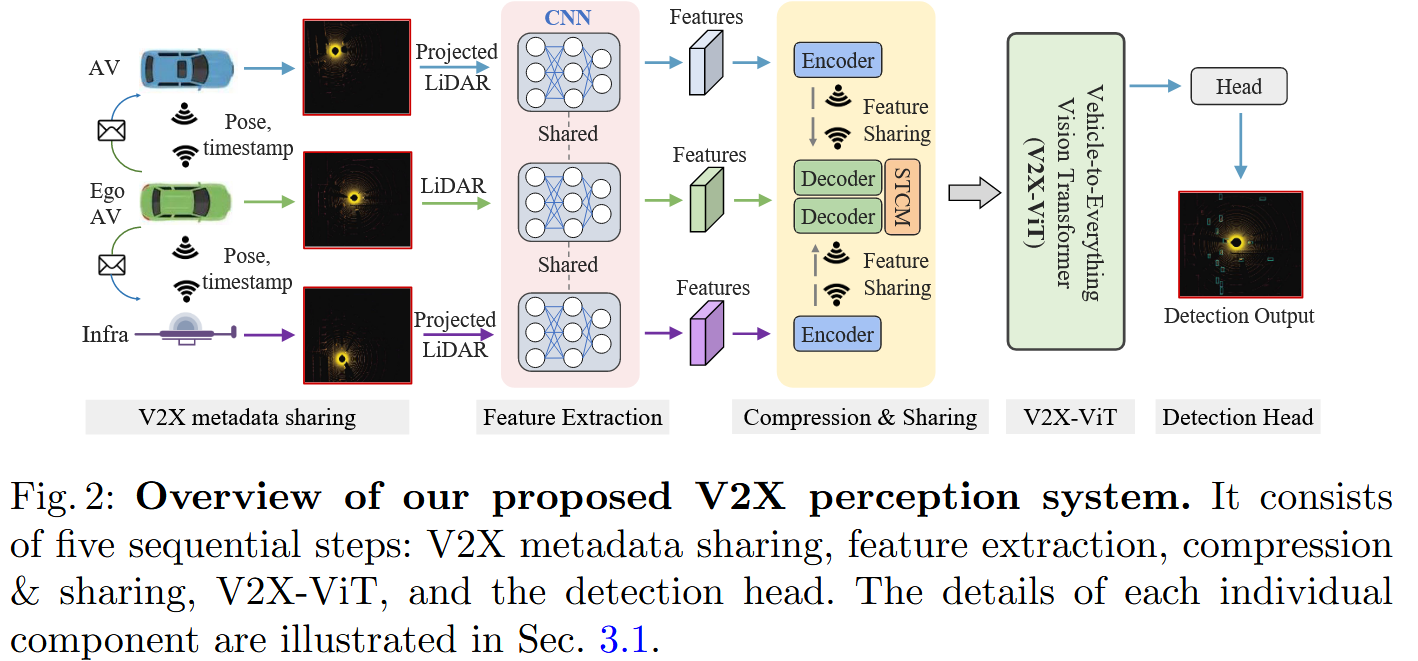 CNN
Features
AV
Projected
LiDAR
Encoder
Pose,
timestamp
Shared
Feature
Sharing
Vehicle-to-Everything
Vision Transformer
(V2X-ViT)
Head
Ego
AV
LiDAR
Features
Decoder
Decoder
STCM
Pose,
timestamp
Shared
Feature
Sharing
Infra
Projected
LiDAR
Features
Encoder
Detection Output
V2X metadata sharing
Feature Extraction
Compression & Sharing
V2X-ViT
Detection Head
Fig. 2: Overview of our proposed V2X perception system. It consists
of five sequential steps: V2X metadata sharing, feature extraction, compression
& sharing, V2X-ViT, and the detection head. The details of each individual
component are illustrated in Sec. 3.1.